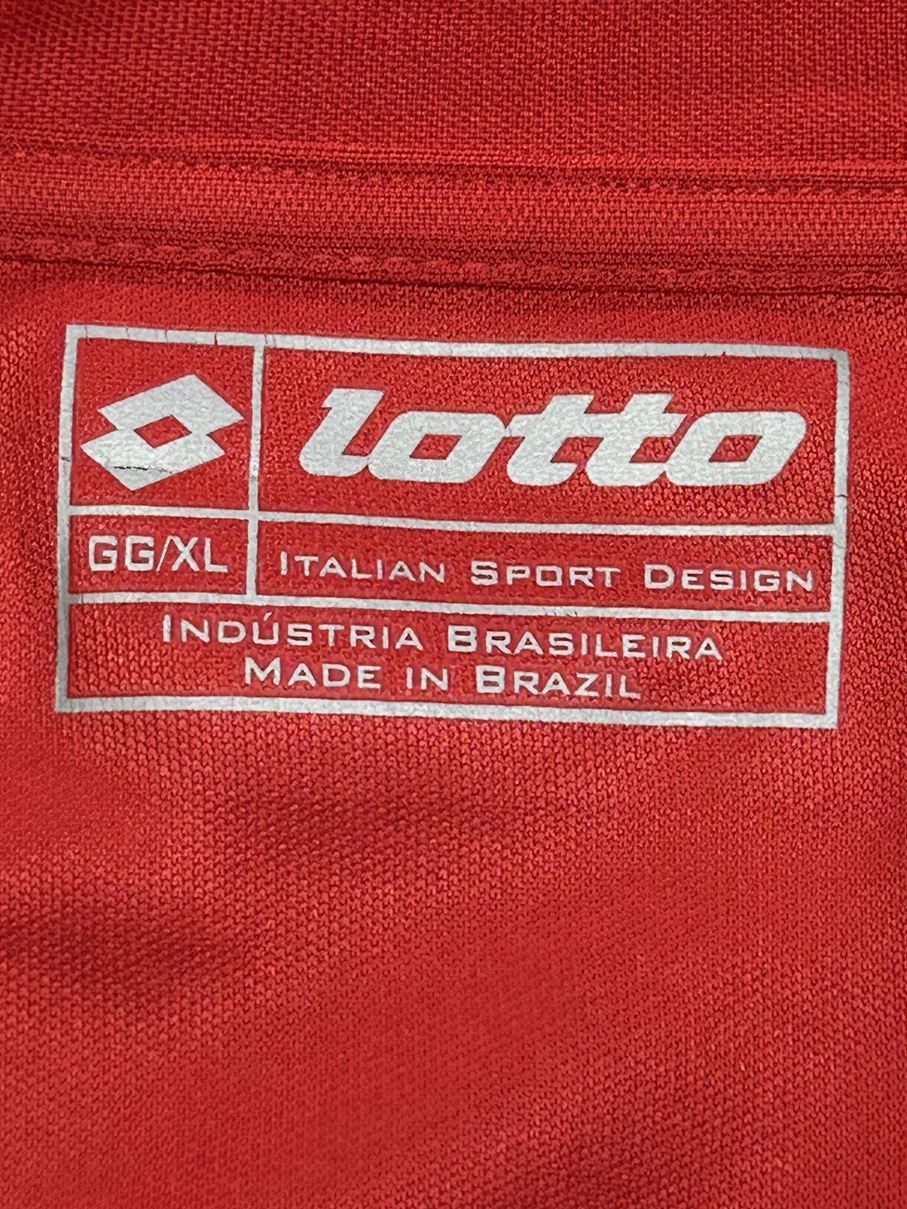 lotto
GG/XL
ITALIAN SPORT DESIGN
INDÚSTRIA BRASILEIRA
MADE IN BRAZIL